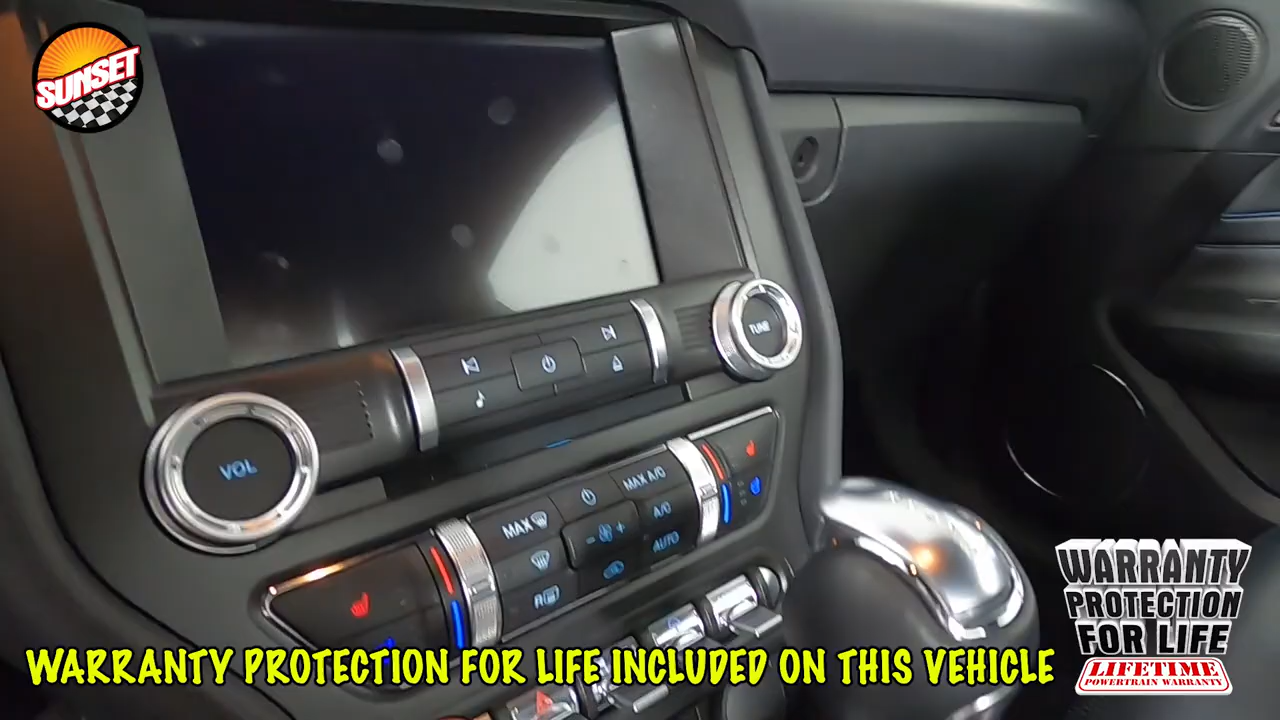 SUNSET
TUNE
VOL
MAX A/C
MAX
A/C
AUTO
R
WARRANTY
PROTECTION
FOR LIFE
LIFETIME
POWERTRAIN WARRANTY
WARRANTY PROTECTION FOR LIFE INCLUDED ON THIS VEHICLE